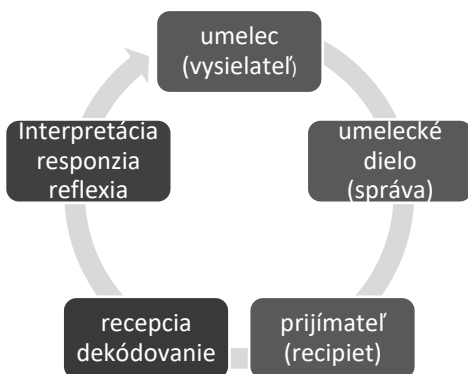 umelec
(vysielateľ)
umelecké
dielo
(správa)
prijímateľ
(recipiet)
recepcia
dekódovanie
Interpretácia
responzia
reflexia